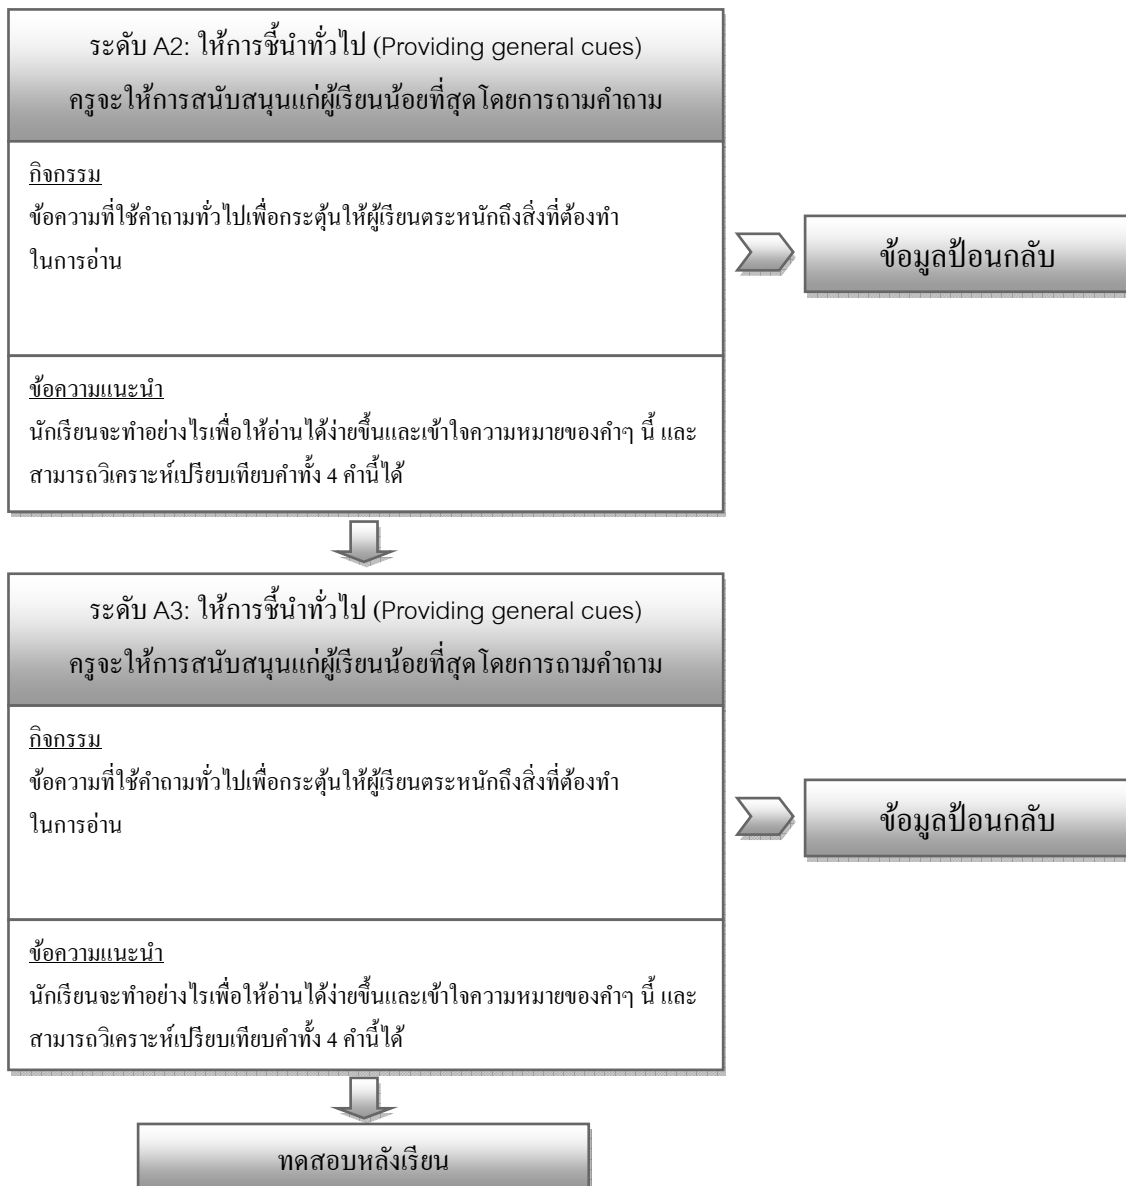 ระดับ A2: ให้การชี้นำทั่วไป (Providing general cues)
ครูจะให้การสนับสนุนแก่ผู้เรียนน้อยที่สุดโดยการถามคำถาม
กิจกรรม
ข้อความที่ใช้คำถามทั่วไปเพื่อกระตุ้นให้ผู้เรียนตระหนักถึงสิ่งที่ต้องทำ
ในการอ่าน
ข้อมูลป้อนกลับ
ข้อความแนะนำ
นักเรียนจะทำอย่างไรเพื่อให้อ่านได้ง่ายขึ้นและเข้าใจความหมายของคำๆ นี้ และ
สามารถวิเคราะห์เปรียบเทียบคำทั้ง 4 คำนี้ได้
ระดับ A3: ให้การชี้นำทั่วไป (Providing general cues)
ครูจะให้การสนับสนุนแก่ผู้เรียนน้อยที่สุดโดยการถามคำถาม
กิจกรรม
ข้อความที่ใช้คำถามทั่วไปเพื่อกระตุ้นให้ผู้เรียนตระหนักถึงสิ่งที่ต้องทำ
ในการอ่าน
ข้อมูลป้อนกลับ
ข้อความแนะนำ
นักเรียนจะทำอย่างไรเพื่อให้อ่านได้ง่ายขึ้นและเข้าใจความหมายของคำๆ นี้ และ
สามารถวิเคราะห์เปรียบเทียบคำทั้ง 4 คำนี้ได้
ทดสอบหลังเรียน